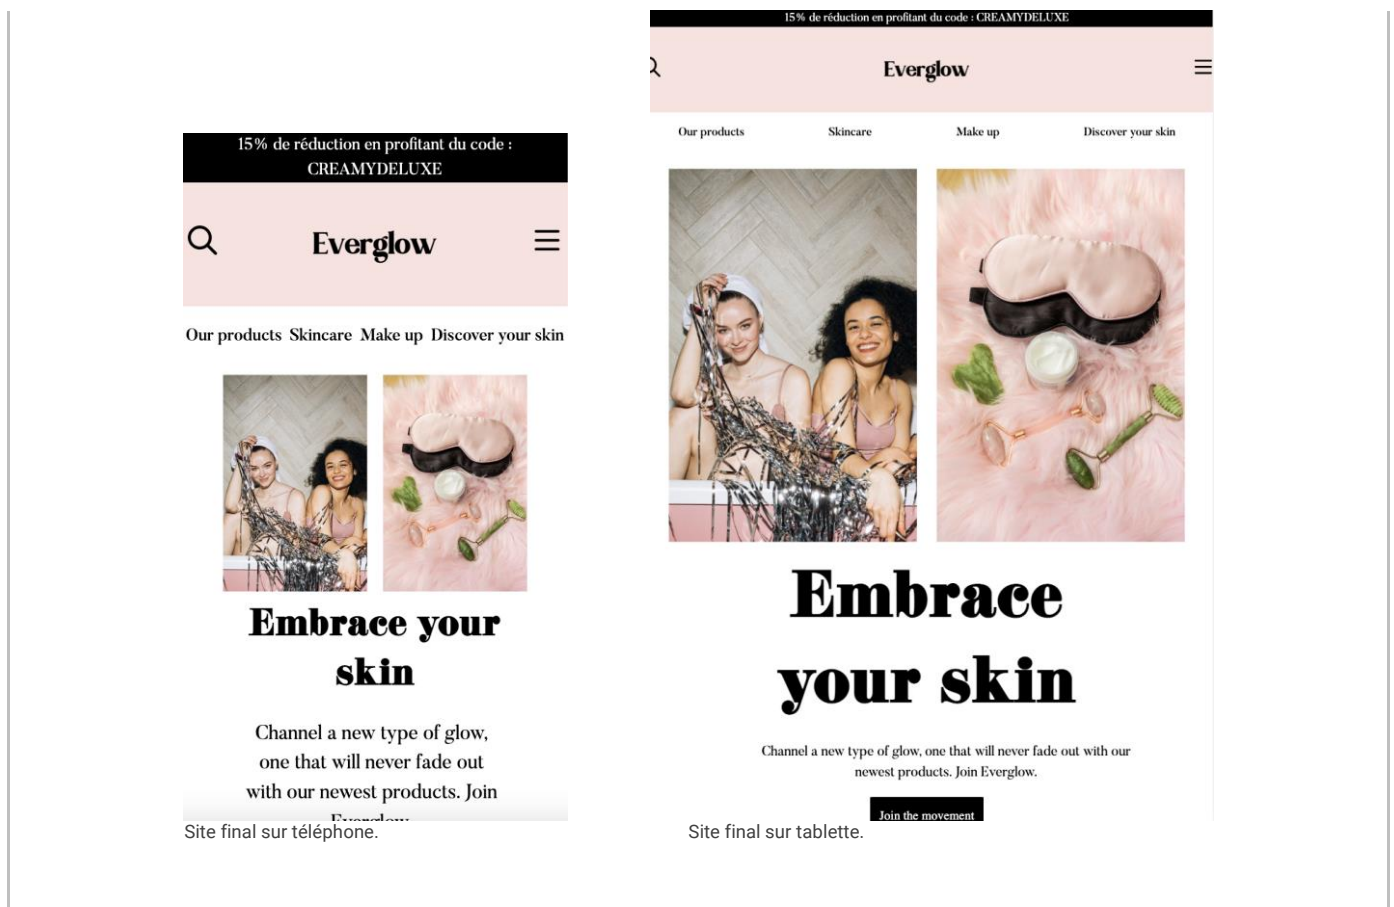 15% de réduction en profitant du code :
CREAMYDELUXE
Everglow
Our products Skincare Make up Discover your skin
Embrace your
skin
Channel a new type of glow,
one that will never fade out
with our newest products. Join
Everglow.
Site final sur téléphone.
15% de réduction en profitant du code : CREAMYDELUXE
Everglow
Our products Skincare Make up Discover your skin
Embrace
your skin
Channel a new type of glow, one that will never fade out with our
newest products. Join Everglow.
Join the movement
Site final sur tablette.